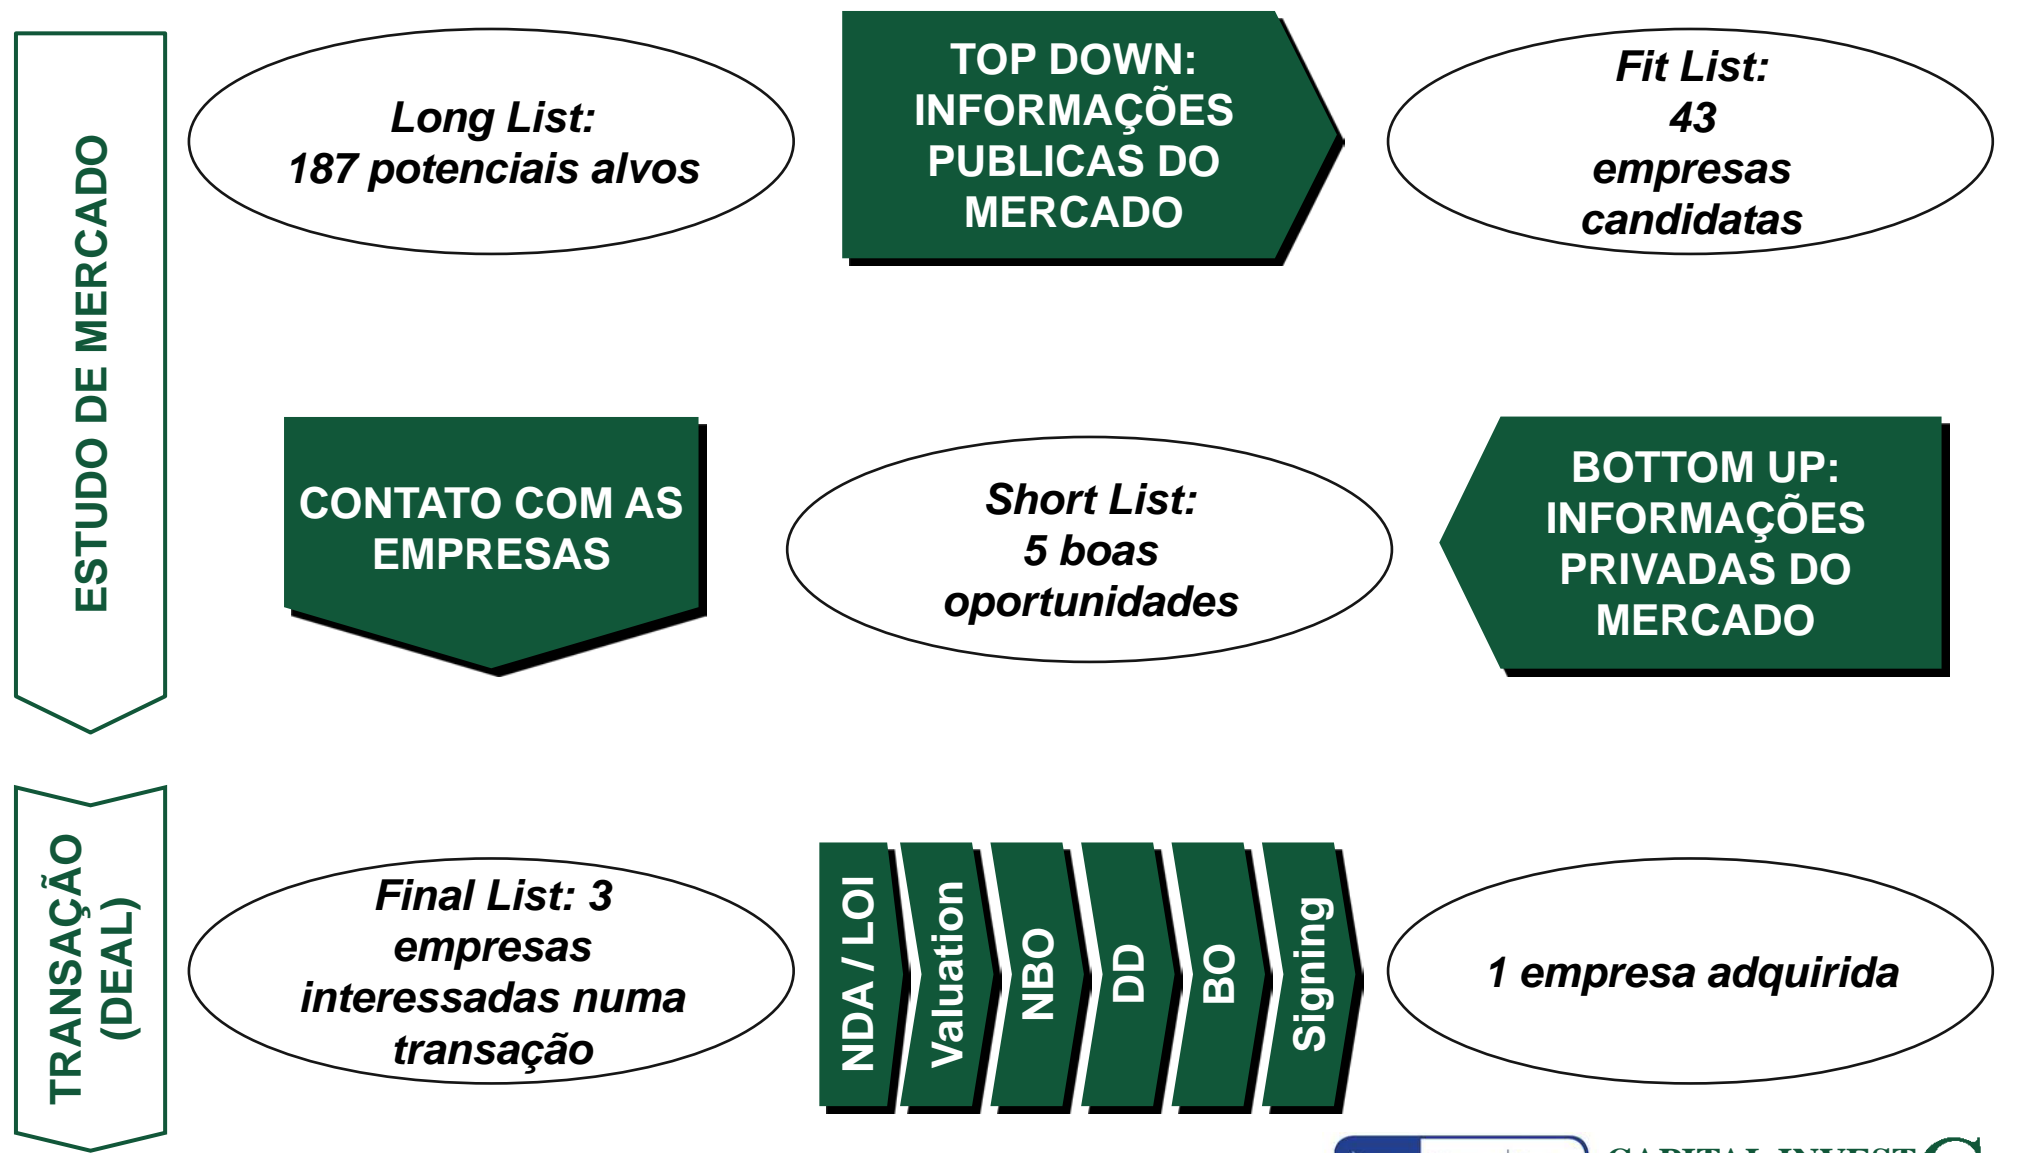 ESTUDO DE MERCADO
Long List:
187 potenciais alvos
TOP DOWN:
INFORMAÇÕES
PUBLICAS DO
MERCADO
Fit List:
43
empresas
candidatas
CONTATO COM AS
EMPRESAS
Short List:
5 boas
oportunidades
BOTTOM UP:
INFORMAÇÕES
PRIVADAS DO
MERCADO
TRANSAÇÃO
(DEAL)
Final List: 3
empresas
interessadas numa
transação
NDA / LOI
Valuation
NBO
DD
BO
Signing
1 empresa adquirida
CAPITAL INVEST